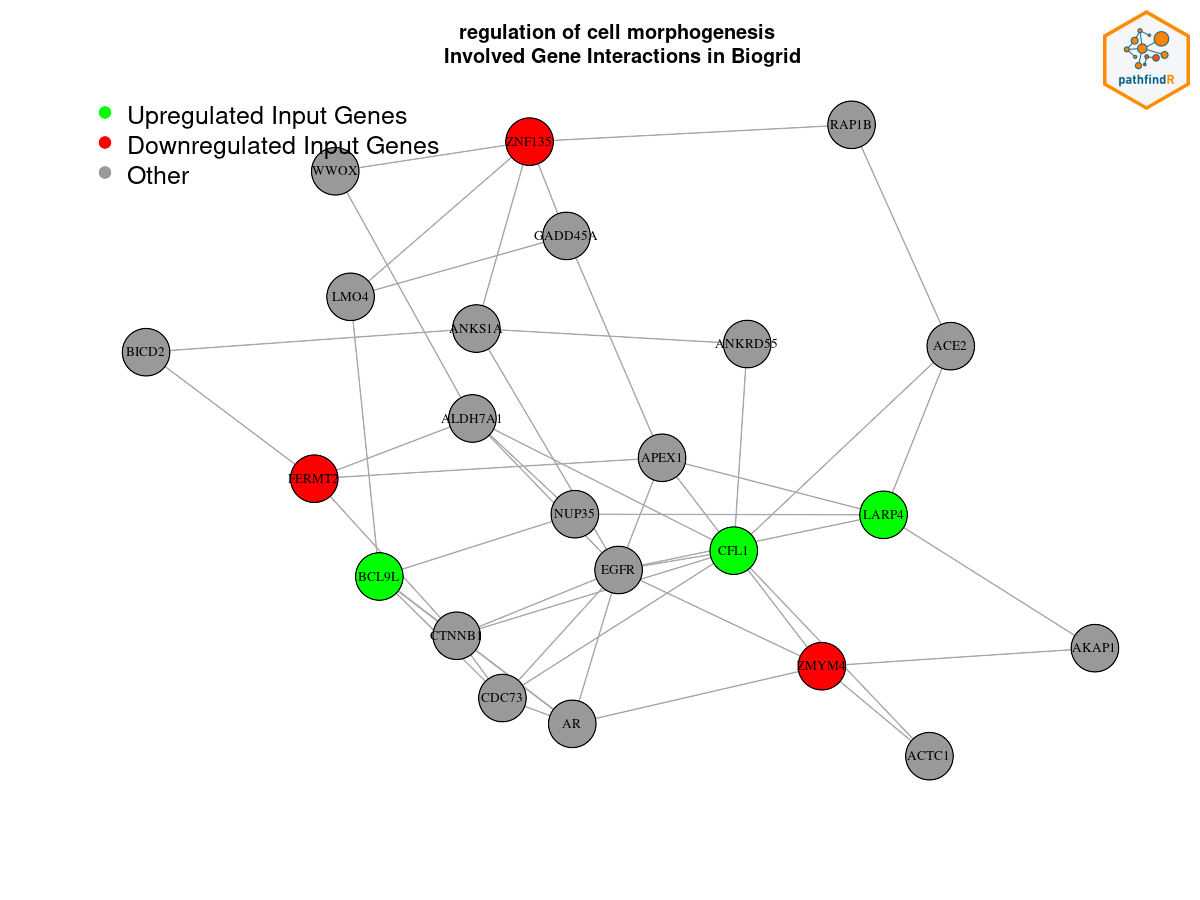 regulation of cell morphogenesis
Involved Gene Interactions in Biogrid
pathfindR
Upregulated Input Genes
Downregulated Input Genes
Other
ZNF135
RAP1B
WWOX
GADD45A
LMO4
ANKS1A
BICD2
ANKRD55
ACE2
ALDH7A1
APEX1
FERMT2
NUP35
LARP4
CFL1
EGFR
BCL9L
CTNNB1
AKAP1
ZMYM4
CDC73
AR
ACTC1